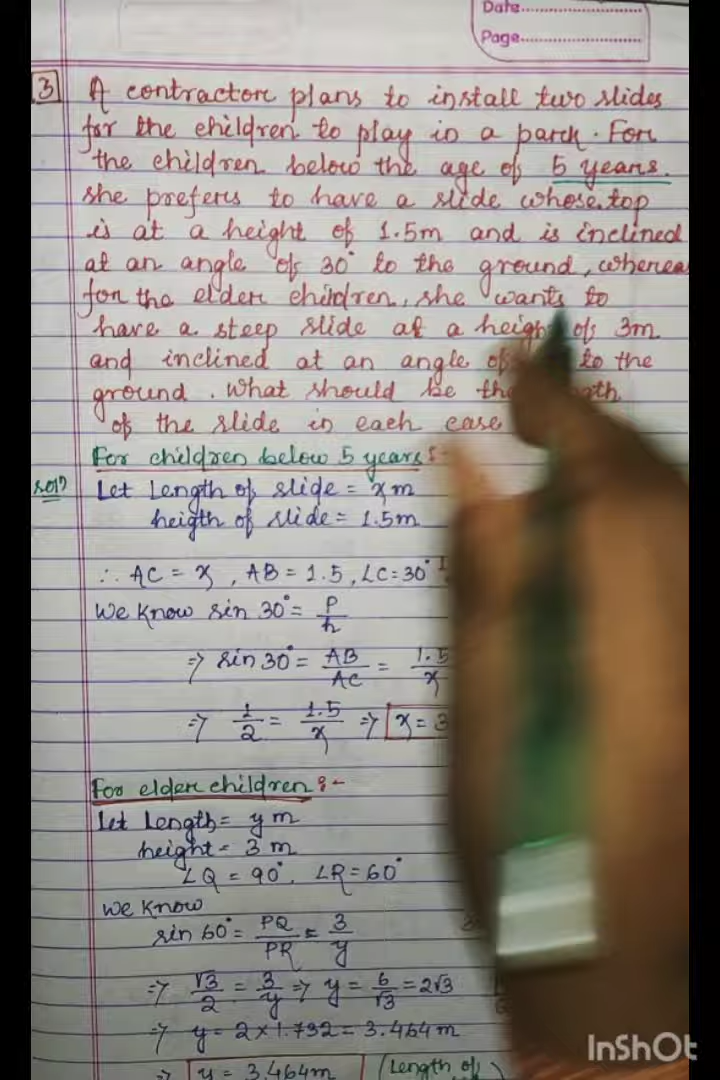 Date..............................
Page..............................
3 A contractor plans to install two slides
for the children to play in a park. For
the children below the age of 5 years.
she prefers to have a slide whose top
is at a height of 1.5m and is inclined
at an angle of 30° to the ground, wherea
for the elder children, she wants to
have a steep slide at a heigh of 3m
and inclined at an angle of to the
ground. What should be the
of the slide in each case
For children below 5 years :-
Let Length of slide = x m
heigth of slide = 1.5m
∴ AC = x, AB = 1.5, ∠C = 30°
We know sin 30° = P/h
⇒ sin 30° = AB/AC = 1.5/x
⇒ 1/2 = 1.5/x ⇒ x = 3
For elder children :-
Let Length = y m
height = 3 m
∠Q = 90°. ∠R = 60°
We know
sin 60° = PQ/PR = 3/y
⇒ √3/2 = 3/y ⇒ y = 6/√3 = 2√3
⇒ y = 2 × 1.732 = 3.464 m
⇒ y = 3.464m (Length of
InShOt